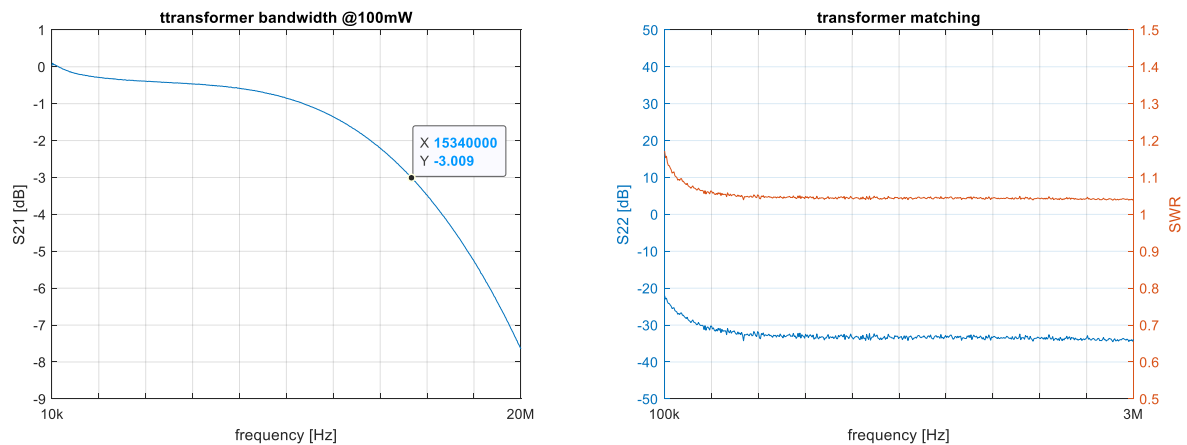 ttransformer bandwidth @100mW
1
0
-1
-2
-3
-4
-5
-6
-7
-8
-9
S21 [dB]
X 15340000
Y -3.009
10k
20M
frequency [Hz]
transformer matching
50
40
30
20
10
0
-10
-20
-30
-40
-50
S22 [dB]
1.5
1.4
1.3
1.2
1.1
1
0.9
0.8
0.7
0.6
0.5
SWR
100k
3M
frequency [Hz]